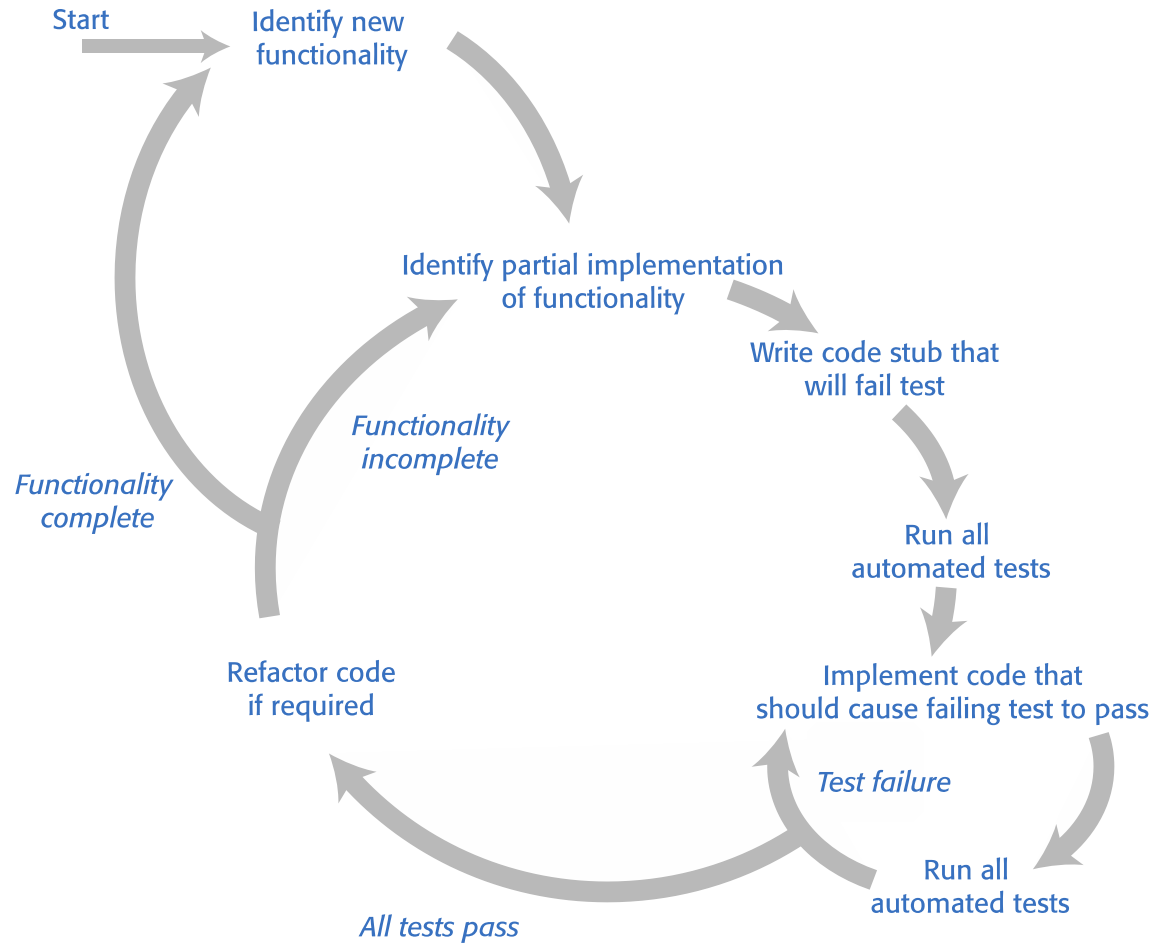 Start
Identify new
functionality
Identify partial implementation
of functionality
Write code stub that
will fail test
Functionality
incomplete
Functionality
complete
Run all
automated tests
Implement code that
should cause failing test to pass
Refactor code
if required
Test failure
Run all
automated tests
All tests pass